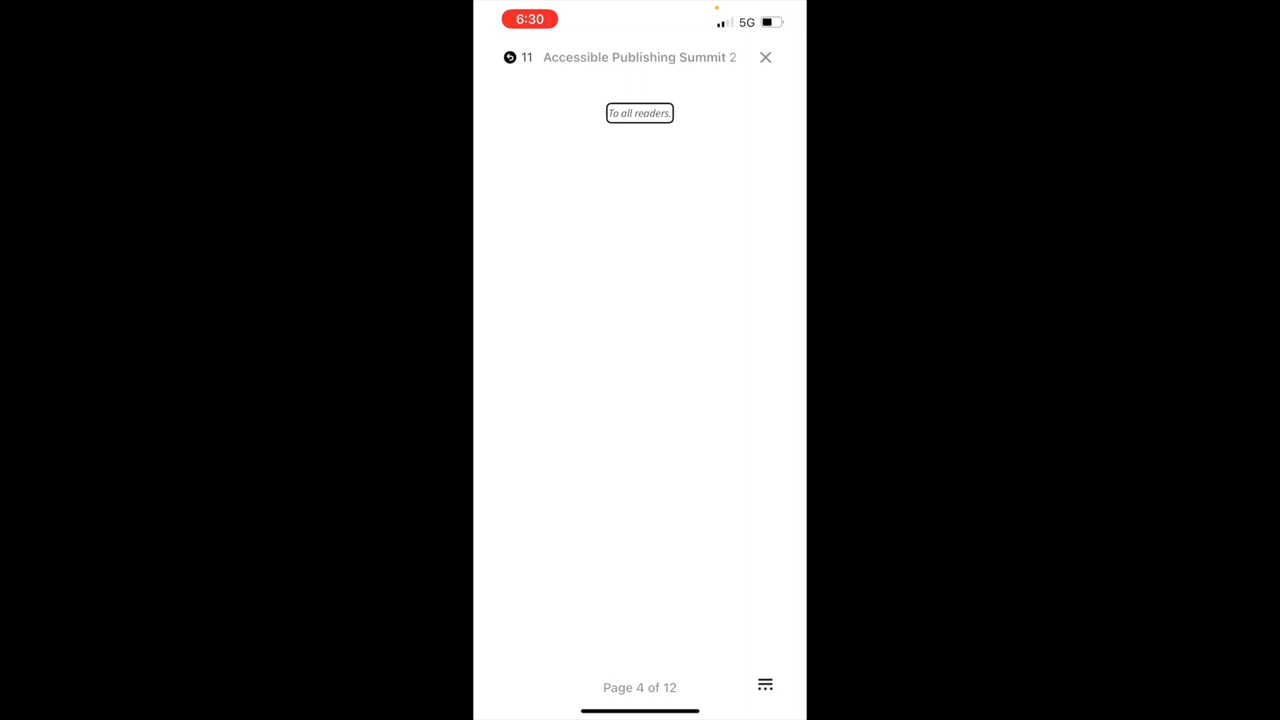 6:30
5G
11 Accessible Publishing Summit 2
To all readers.
Page 4 of 12